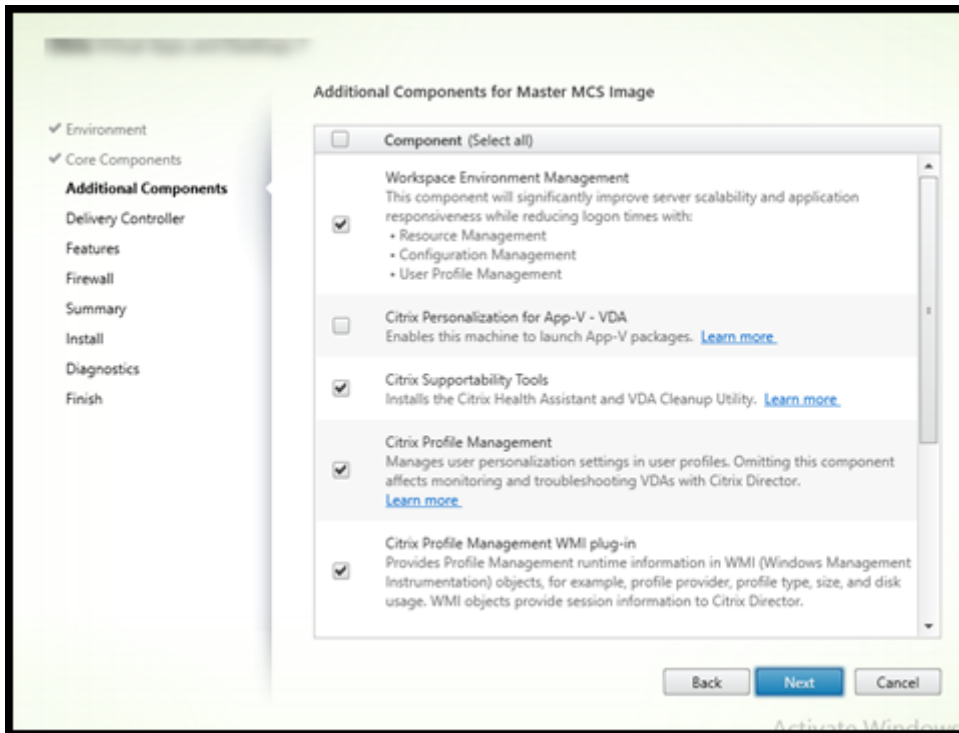 Additional Components for Master MCS Image
Environment
Core Components
Additional Components
Delivery Controller
Features
Firewall
Summary
Install
Diagnostics
Finish
Component (Select all)
Workspace Environment Management
This component will significantly improve server scalability and application
responsiveness while reducing logon times with:
• Resource Management
• Configuration Management
• User Profile Management
Citrix Personalization for App-V - VDA
Enables this machine to launch App-V packages. Learn more
Citrix Supportability Tools
Installs the Citrix Health Assistant and VDA Cleanup Utility. Learn more
Citrix Profile Management
Manages user personalization settings in user profiles. Omitting this component
affects monitoring and troubleshooting VDAs with Citrix Director.
Learn more
Citrix Profile Management WMI plug-in
Provides Profile Management runtime information in WMI (Windows Management
Instrumentation) objects, for example, profile provider, profile type, size, and disk
usage. WMI objects provide session information to Citrix Director.
Back Next Cancel
Activate Windows